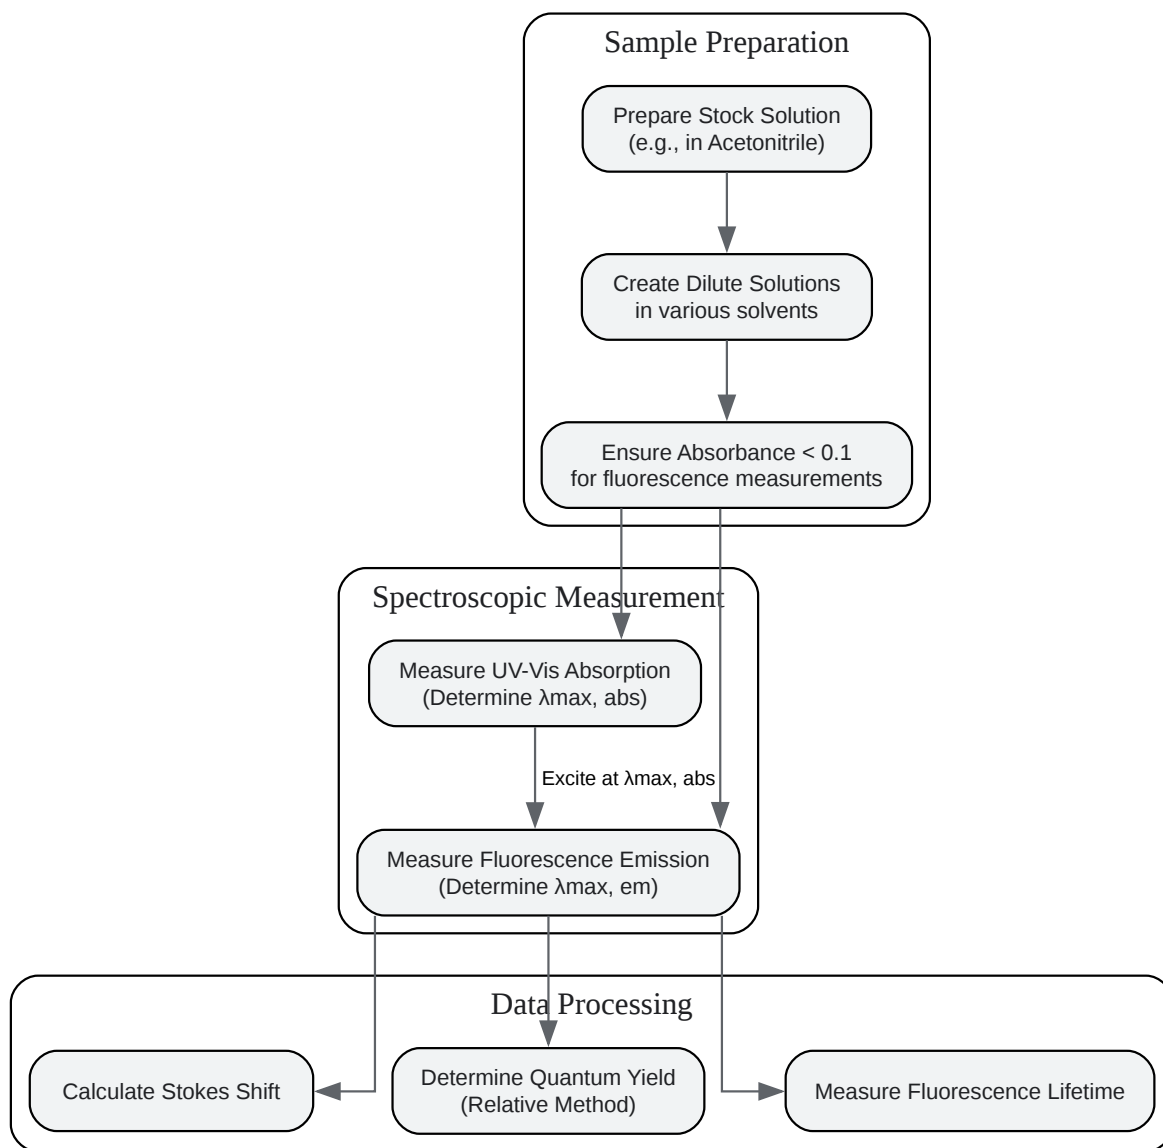 Sample Preparation
Prepare Stock Solution
(e.g., in Acetonitrile)
Create Dilute Solutions
in various solvents
Ensure Absorbance < 0.1
for fluorescence measurements
Spectroscopic Measurement
Measure UV-Vis Absorption
(Determine λmax, abs)
Excite at λmax, abs
Measure Fluorescence Emission
(Determine λmax, em)
Data Processing
Calculate Stokes Shift
Determine Quantum Yield
(Relative Method)
Measure Fluorescence Lifetime